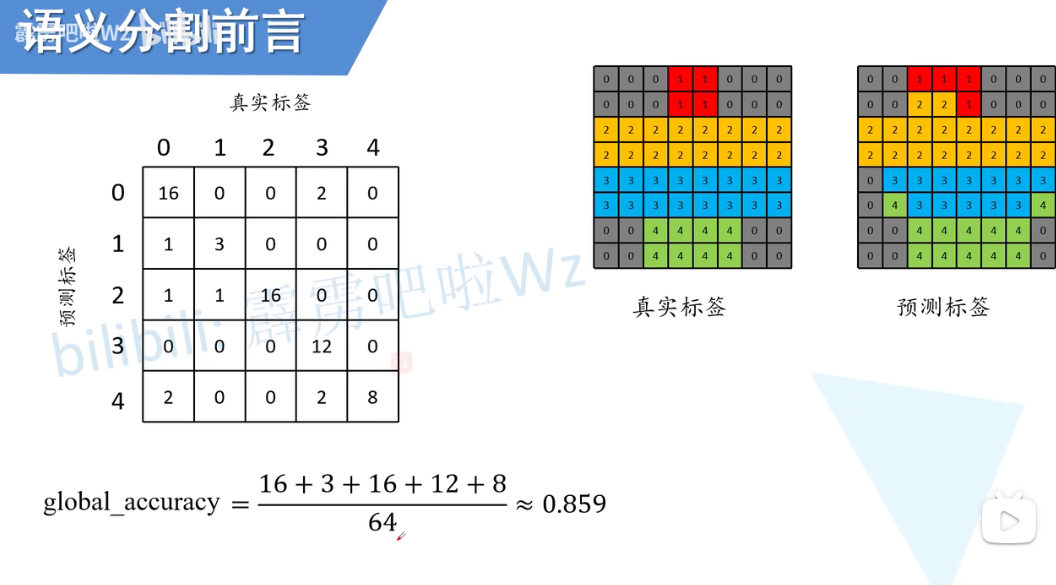 语义分割前言
霹雳吧啦Wz bilibili
真实标签
0 1 2 3 4
预测标签
0 16 0 0 2 0
1 1 3 0 0 0
2 1 1 16 0 0
3 0 0 0 12 0
4 2 0 0 2 8
bilibili: 霹雳吧啦Wz
global_accuracy = (16 + 3 + 16 + 12 + 8) / 64 ≈ 0.859
0 0 0 1 1 0 0 0
0 0 0 1 1 0 0 0
2 2 2 2 2 2 2 2
2 2 2 2 2 2 2 2
3 3 3 3 3 3 3 3
3 3 3 3 3 3 3 3
0 0 4 4 4 4 0 0
0 0 4 4 4 4 0 0
真实标签
0 0 1 1 1 0 0 0
0 0 2 2 1 0 0 0
2 2 2 2 2 2 2 2
2 2 2 2 2 2 2 2
0 3 3 3 3 3 3 3
0 4 3 3 3 3 3 4
0 0 4 4 4 4 4 0
0 0 4 4 4 4 4 0
预测标签